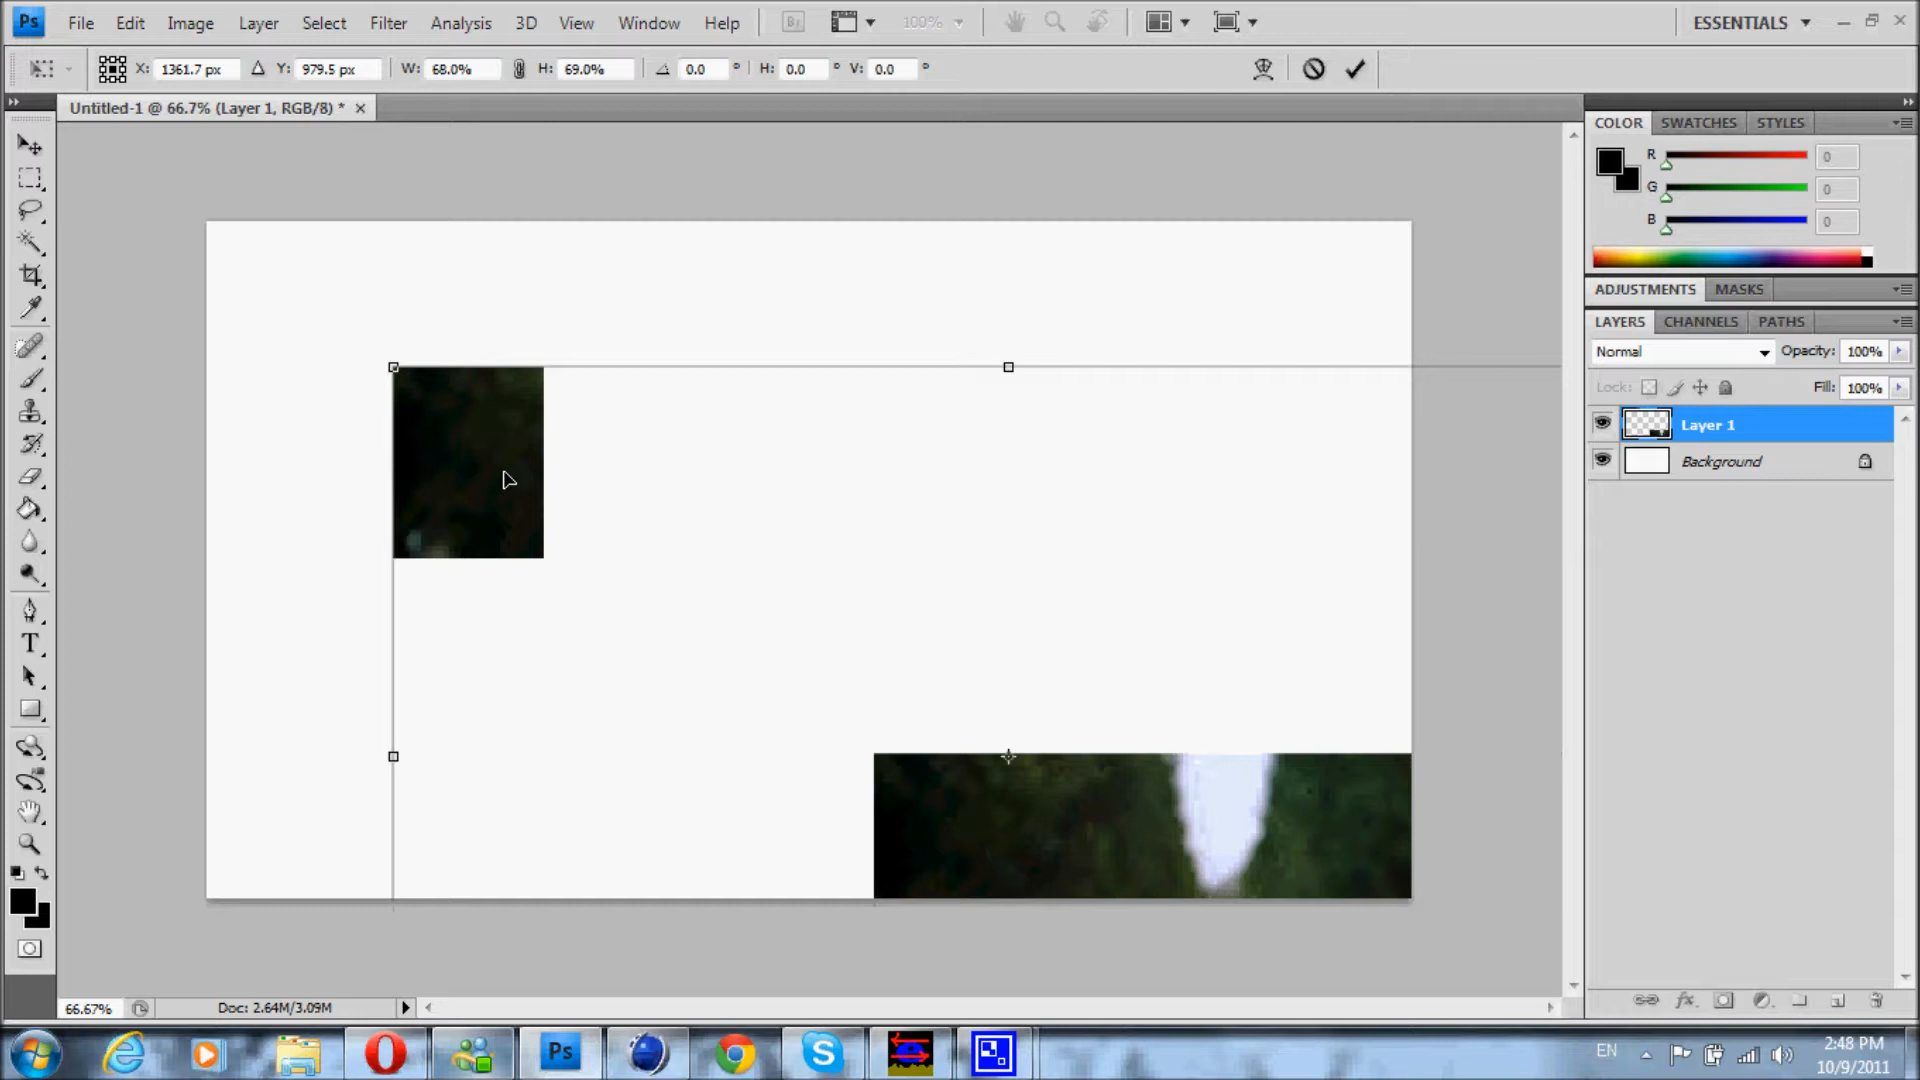 Ps File Edit Image Layer Select Filter Analysis 3D View Window Help Br 100% ESSENTIALS
X: 1361.7 px Y: 979.5 px W: 68.0% H: 69.0% 0.0 ° H: 0.0 ° V: 0.0 °
Untitled-1 @ 66.7% (Layer 1, RGB/8) *
COLOR SWATCHES STYLES
R 0
G 0
B 0
ADJUSTMENTS MASKS
LAYERS CHANNELS PATHS
Normal Opacity: 100%
Lock: Fill: 100%
Layer 1
Background
T
fx
66.67% Doc: 2.64M/3.09M
Ps S EN 2:48 PM
10/9/2011